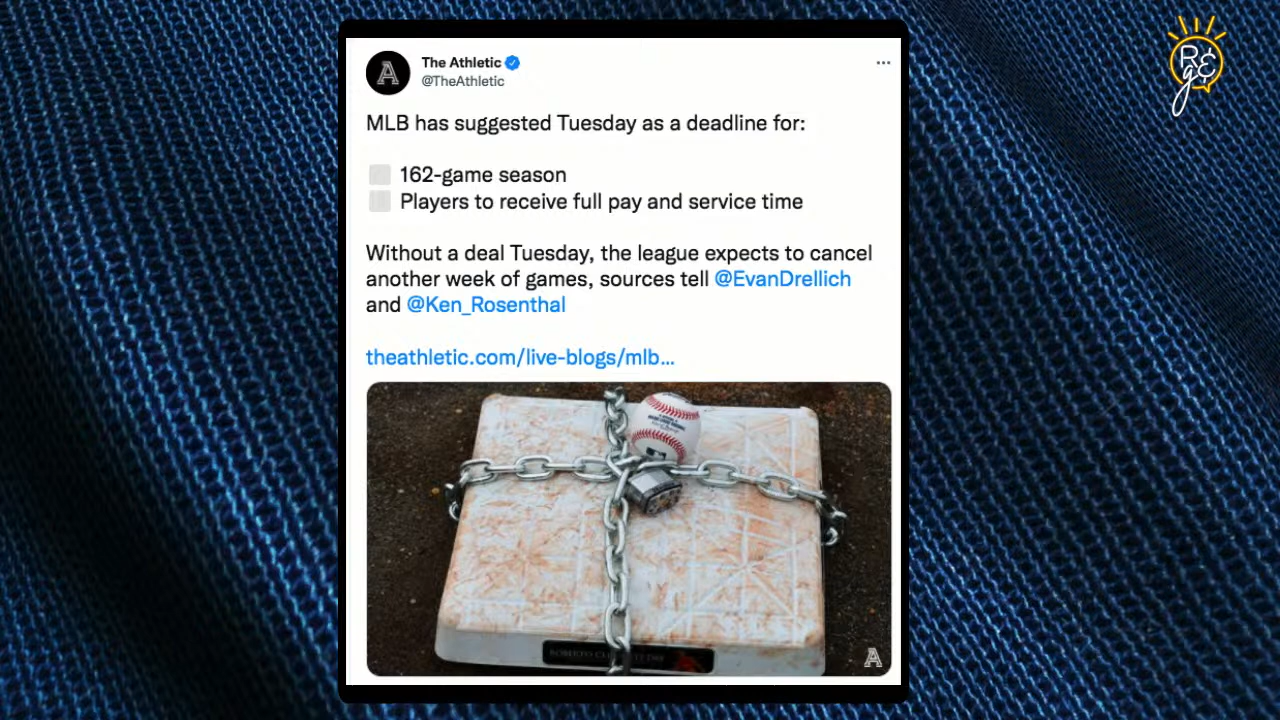 The Athletic
@TheAthletic
MLB has suggested Tuesday as a deadline for:
162-game season
Players to receive full pay and service time
Without a deal Tuesday, the league expects to cancel
another week of games, sources tell @EvanDrellich
and @Ken_Rosenthal
theathletic.com/live-blogs/mlb...
ROBERTO
A